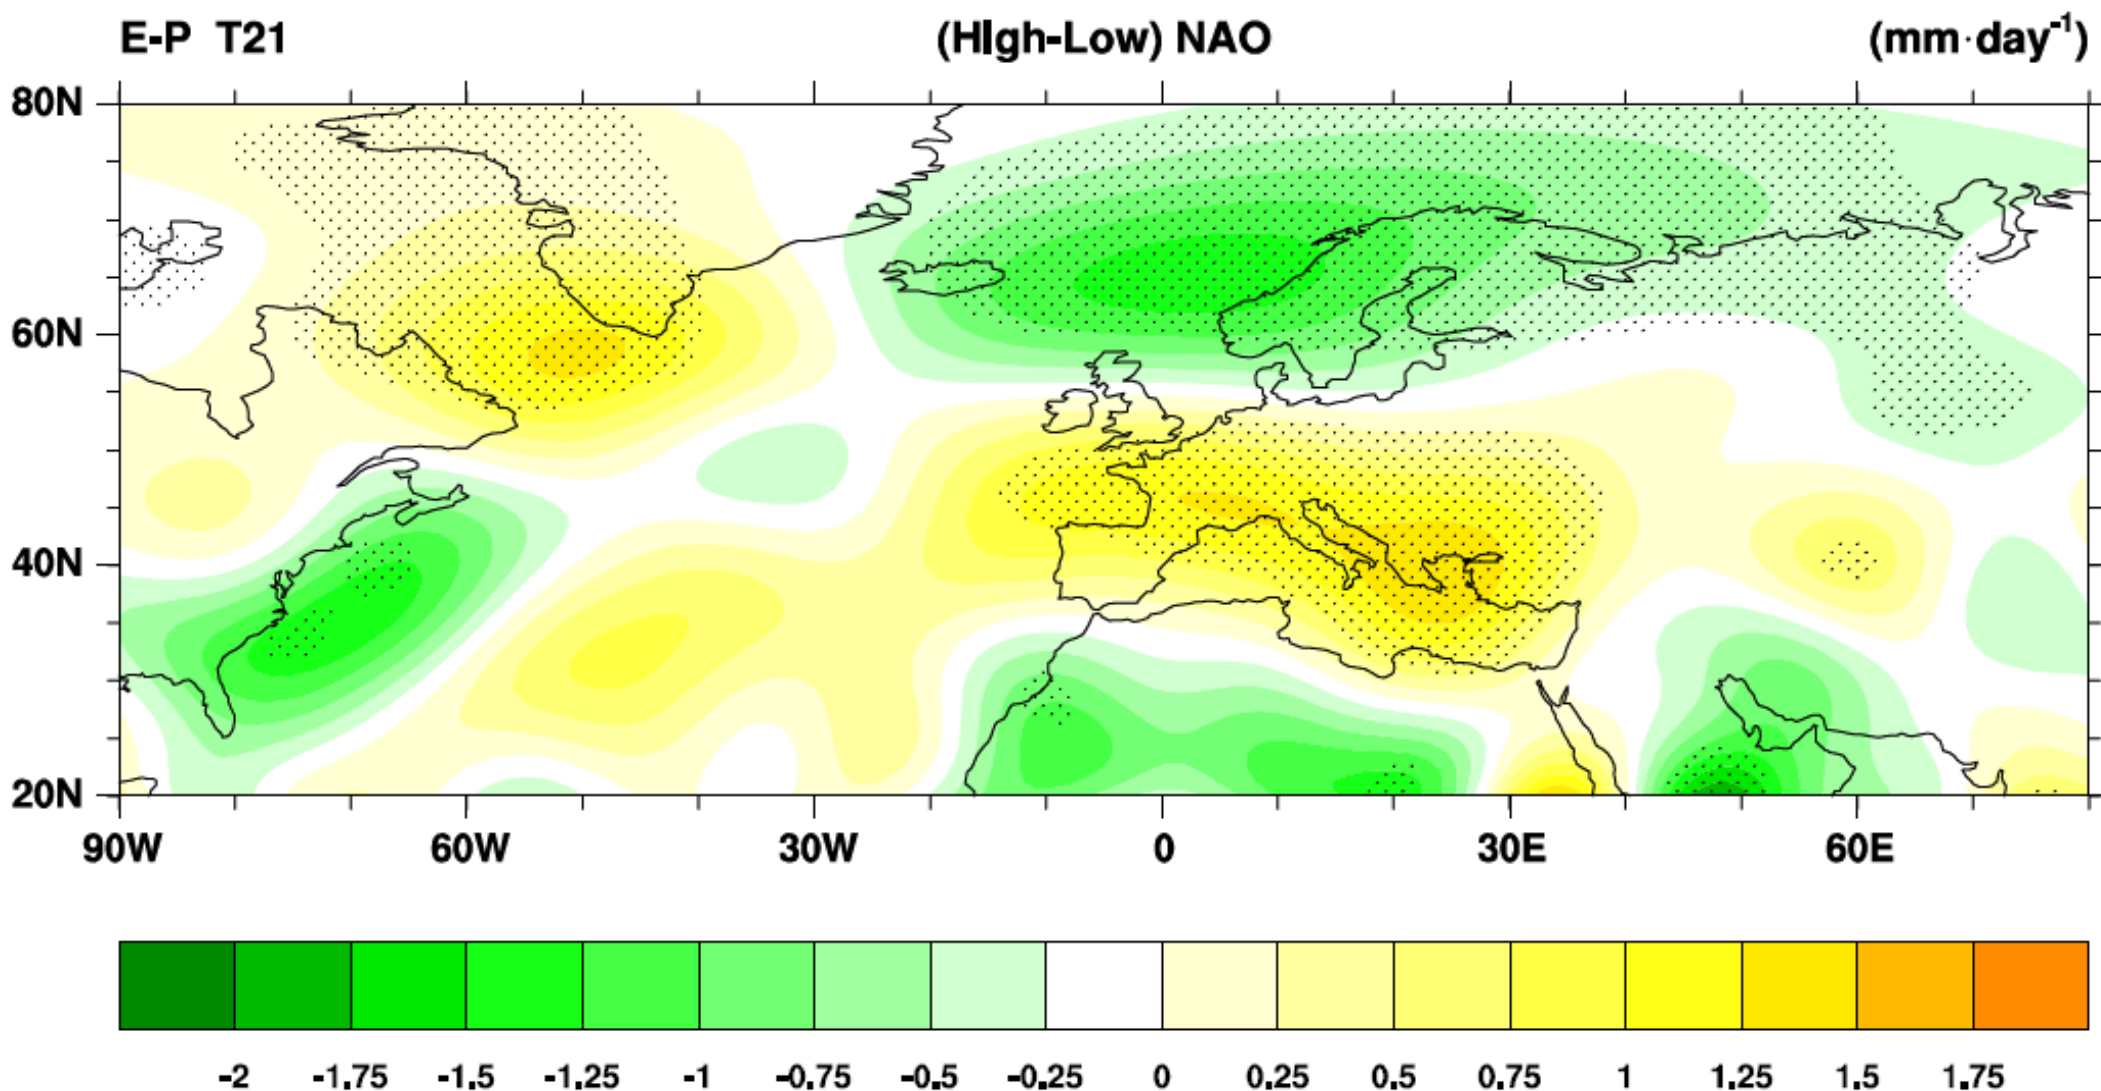 E-P T21 (HIgh-Low) NAO (mm·day⁻¹)
80N
60N
40N
20N
90W 60W 30W 0 30E 60E
-2 -1.75 -1.5 -1.25 -1 -0.75 -0.5 -0.25 0 0.25 0.5 0.75 1 1.25 1.5 1.75